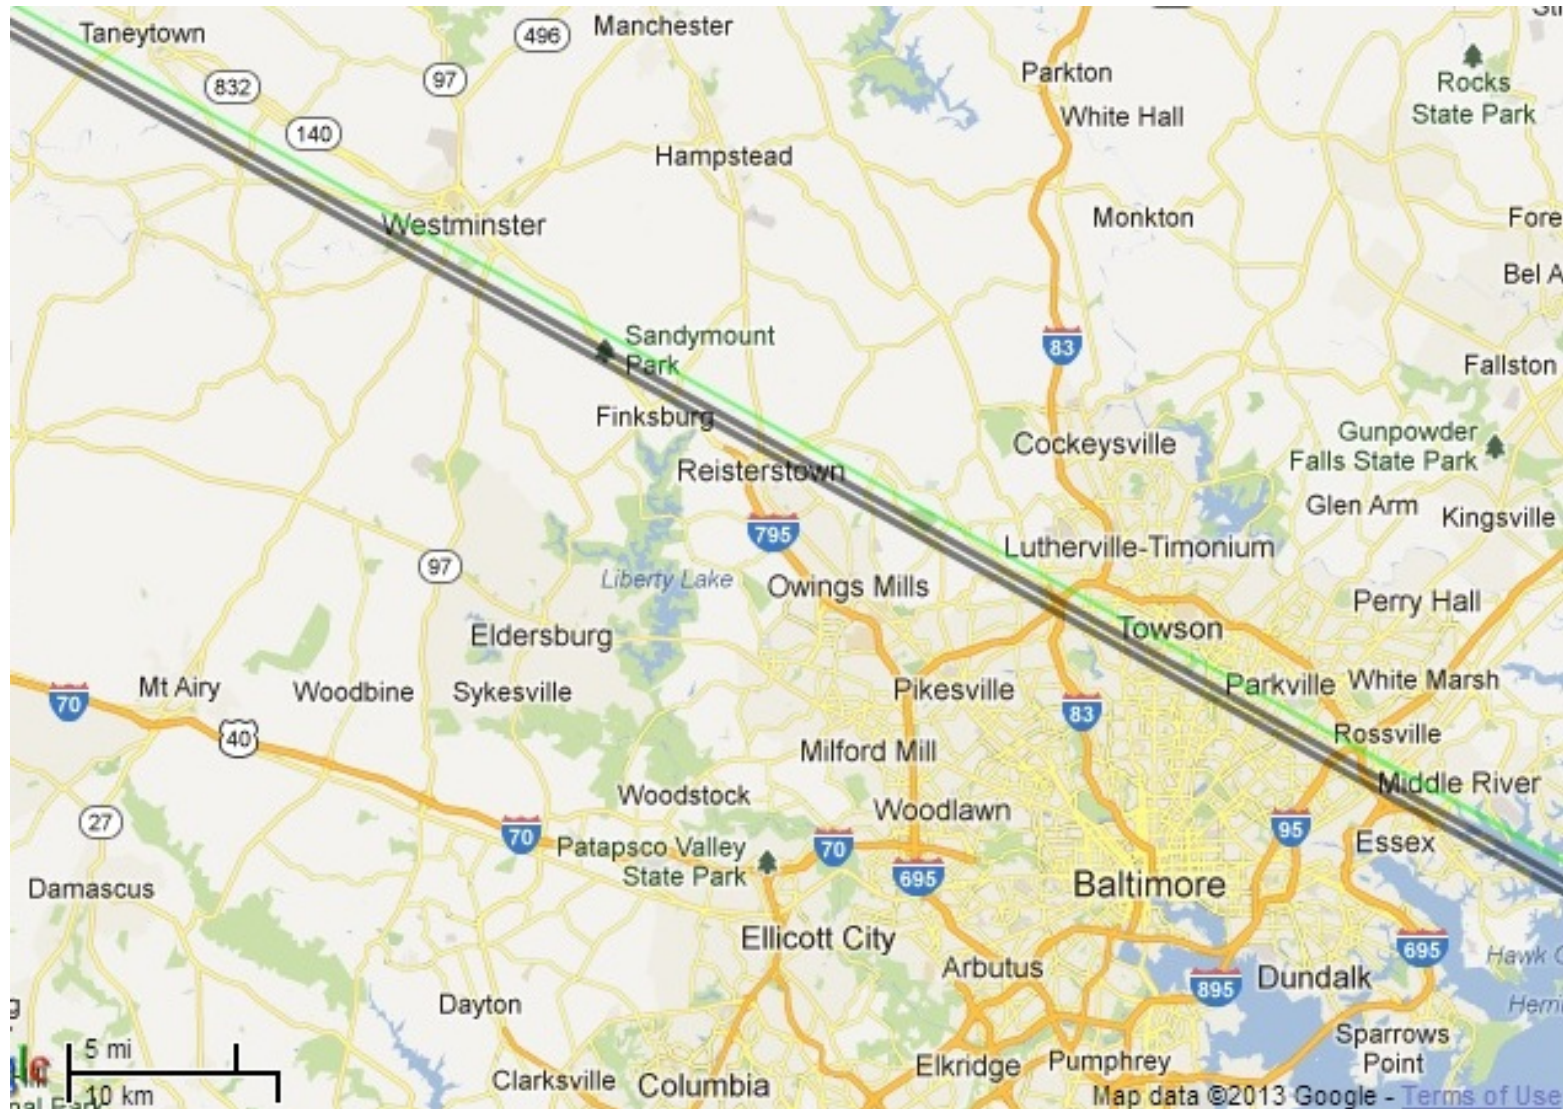 Taneytown
Manchester
496
832
97
140
Parkton
White Hall
Rocks
State Park
Hampstead
Westminster
Monkton
Fore
Bel A
Sandymount
Park
83
Fallston
Finksburg
Cockeysville
Gunpowder
Falls State Park
Reisterstown
Glen Arm
Kingsville
795
Lutherville-Timonium
97
Liberty Lake
Owings Mills
Perry Hall
Eldersburg
Towson
Mt Airy
Woodbine
Sykesville
Pikesville
Parkville
White Marsh
70
83
40
Rossville
Milford Mill
Middle River
Woodstock
Woodlawn
27
70
Patapsco Valley
State Park
70
95
Essex
695
Damascus
Baltimore
Ellicott City
695
Hawk C
Arbutus
895
Dundalk
Dayton
Herri
5 mi
Sparrows
Point
10 km
Clarksville
Columbia
Elkridge
Pumphrey
Map data ©2013 Google - Terms of Use